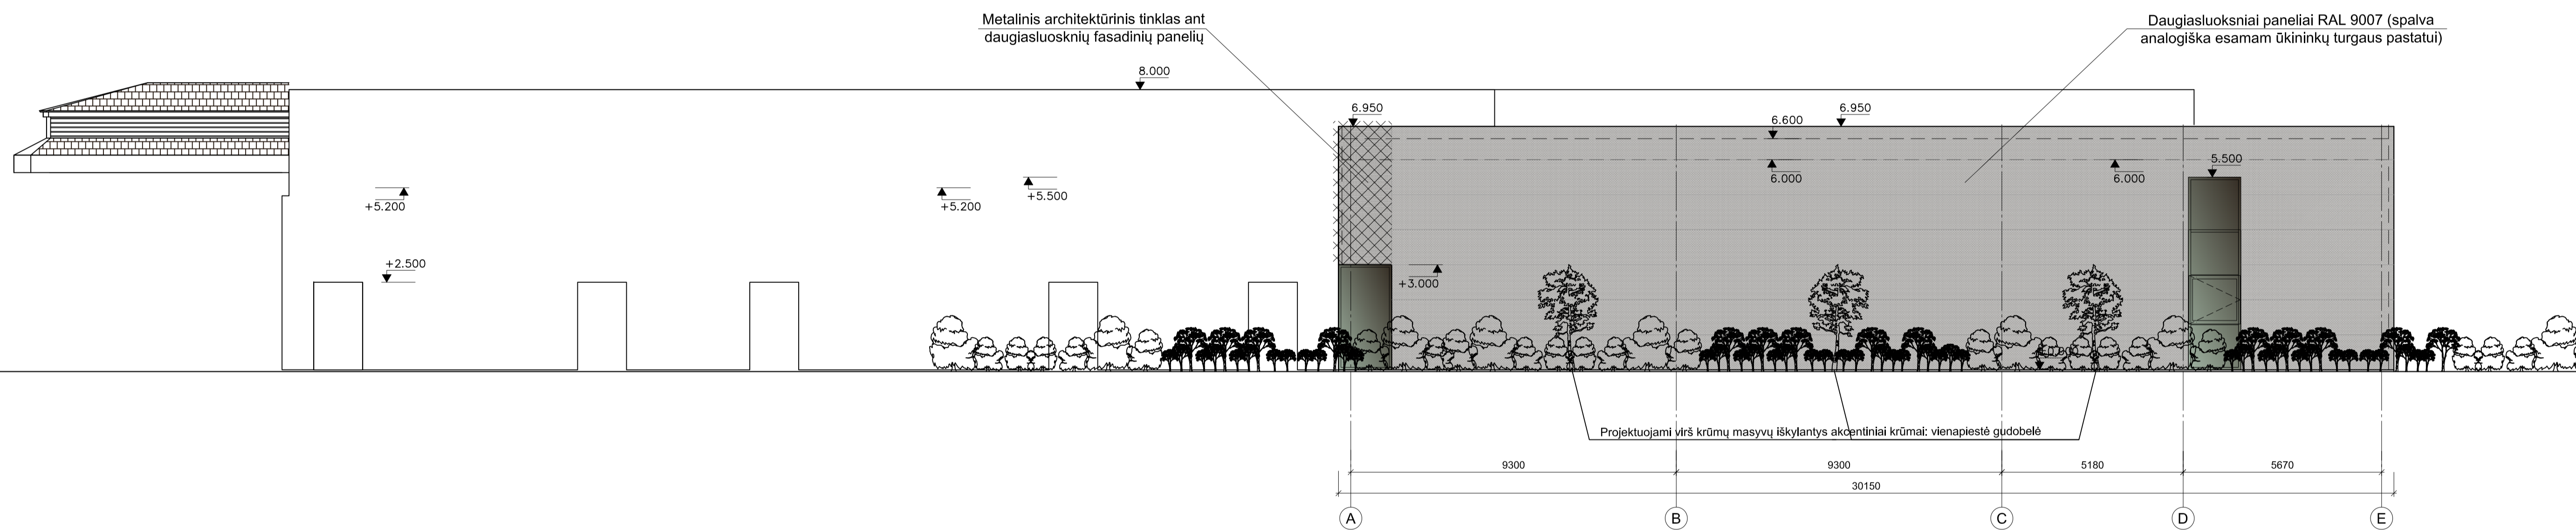 Metalinis architektūrinis tinklas ant
daugiasluosknių fasadinių panelių
Daugiasluoksniai paneliai RAL 9007 (spalva
analogiška esamam ūkininkų turgaus pastatui)
8.000
6.950
6.950
6.600
6.000
6.000
5.500
+5.200
+5.200
+5.500
+2.500
+3.000
Projektuojami virš krūmų masyvų iškylantys akcentiniai krūmai: vienapiestė gudobelė
9300
9300
5180
5670
30150
A
B
C
D
E